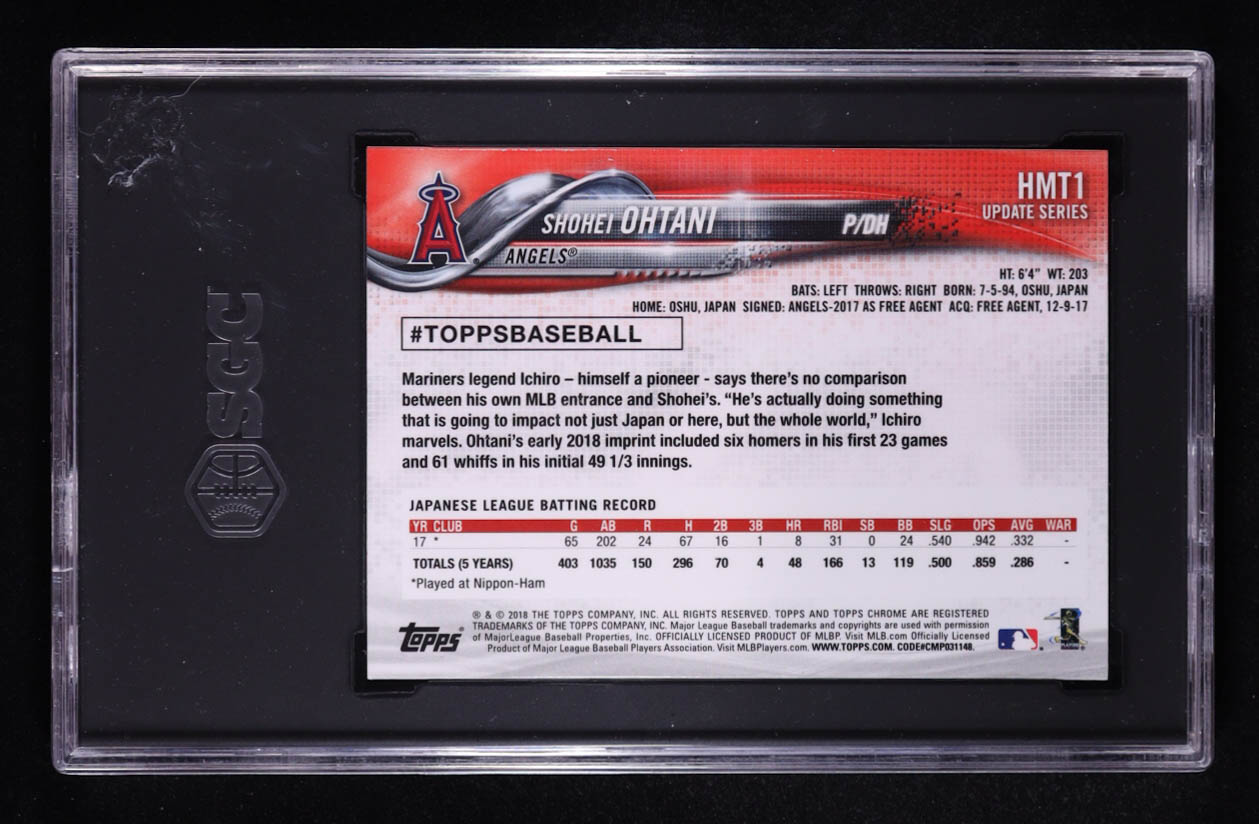 SGC
A
SHOHEI OHTANI P/DH
ANGELS®
HMT1
UPDATE SERIES
HT: 6'4" WT: 203
BATS: LEFT THROWS: RIGHT BORN: 7-5-94, OSHU, JAPAN
HOME: OSHU, JAPAN SIGNED: ANGELS-2017 AS FREE AGENT ACQ: FREE AGENT, 12-9-17
#TOPPSBASEBALL
Mariners legend Ichiro – himself a pioneer - says there's no comparison
between his own MLB entrance and Shohei's. “He's actually doing something
that is going to impact not just Japan or here, but the whole world,” Ichiro
marvels. Ohtani's early 2018 imprint included six homers in his first 23 games
and 61 whiffs in his initial 49 1/3 innings.
JAPANESE LEAGUE BATTING RECORD
YR CLUB G AB R H 2B 3B HR RBI SB BB SLG OPS AVG WAR
17 * 65 202 24 67 16 1 8 31 0 24 .540 .942 .332 -
TOTALS (5 YEARS) 403 1035 150 296 70 4 48 166 13 119 .500 .859 .286 -
*Played at Nippon-Ham
® & © 2018 THE TOPPS COMPANY, INC. ALL RIGHTS RESERVED. TOPPS AND TOPPS CHROME ARE REGISTERED
TRADEMARKS OF THE TOPPS COMPANY, INC. Major League Baseball trademarks and copyrights are used with permission
of MajorLeague Baseball Properties, Inc. OFFICIALLY LICENSED PRODUCT OF MLBP. Visit MLB.com Officially Licensed
Product of Major League Baseball Players Association. Visit MLBPlayers.com. WWW.TOPPS.COM. CODE#CMP031148.
Topps®